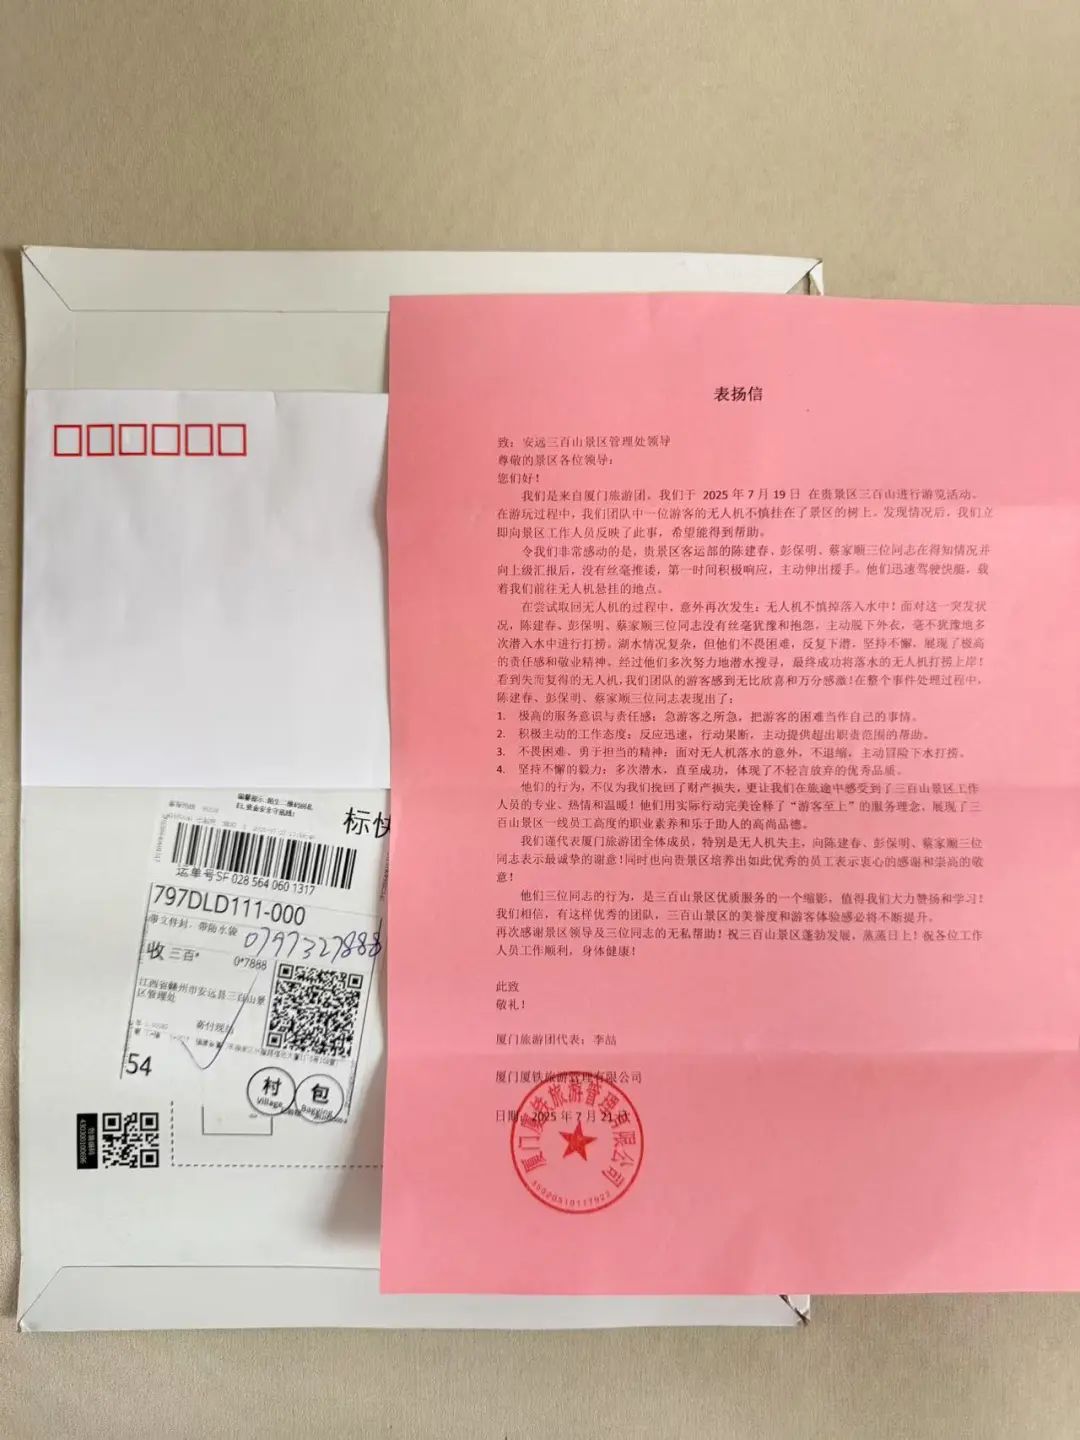 表扬信
致：安远三百山景区管理处领导
尊敬的景区各位领导：
您们好！
我们是来自厦门旅游团。我们于 2025 年 7 月 19 日 在贵景区三百山进行游览活动。
在游玩过程中，我们团队中一位游客的无人机不慎挂在了景区的树上。发现情况后，我们立
即向景区工作人员反映了此事，希望能得到帮助。
令我们非常感动的是，贵景区客运部的陈建春、彭保明、蔡家顺三位同志在得知情况并
向上级汇报后，没有丝毫推诿，第一时间积极响应，主动伸出援手。他们迅速驾驶快艇，载
着我们前往无人机悬挂的地点。
在尝试取回无人机的过程中，意外再次发生：无人机不慎掉落入水中！面对这一突发状
况，陈建春、彭保明、蔡家顺三位同志没有丝毫犹豫和抱怨，主动脱下外衣，毫不犹豫地多
次潜入水中进行打捞。湖水情况复杂，但他们不畏困难，反复下潜，坚持不懈，展现了极高
的责任感和敬业精神。经过他们多次努力地潜水搜寻，最终成功将落水的无人机打捞上岸！
看到失而复得的无人机，我们团队的游客感到无比欣喜和万分感激！在整个事件处理过程中，
陈建春、彭保明、蔡家顺三位同志表现出了：
1. 极高的服务意识与责任感：急游客之所急，把游客的困难当作自己的事情。
2. 积极主动的工作态度：反应迅速，行动果断，主动提供超出职责范围的帮助。
3. 不畏困难、勇于担当的精神：面对无人机落水的意外，不退缩，主动冒险下水打捞。
4. 坚持不懈的毅力：多次潜水，直至成功，体现了不轻言放弃的优秀品质。
他们的行为，不仅为我们挽回了财产损失，更让我们在旅途中感受到了三百山景区工作
人员的专业、热情和温暖！他们用实际行动完美诠释了“游客至上”的服务理念，展现了三
百山景区一线员工高度的职业素养和乐于助人的高尚品德。
我们谨代表厦门旅游团全体成员，特别是无人机失主，向陈建春、彭保明、蔡家顺三位
同志表示最诚挚的谢意！同时也向贵景区培养出如此优秀的员工表示衷心的感谢和崇高的敬
意！
他们三位同志的行为，是三百山景区优质服务的一个缩影，值得我们大力赞扬和学习！
我们相信，有这样优秀的团队，三百山景区的美誉度和游客体验感必将不断提升。
再次感谢景区领导及三位同志的无私帮助！祝三百山景区蓬勃发展，蒸蒸日上！祝各位工作
人员工作顺利，身体健康！
此致
敬礼！
厦门旅游团代表：李喆
厦门厦铁旅游管理有限公司
日期：2025 年 7 月 21 日
厦门厦铁旅游管理有限公司
标快
运单号SF 028 564 060 1317
797DLD111-000
带文件封，带防水袋
0797327888
收 三百* 0*7888
江西省赣州市安远县三百山景
区管理处
寄付现结
54
村
Village
包
Bagging